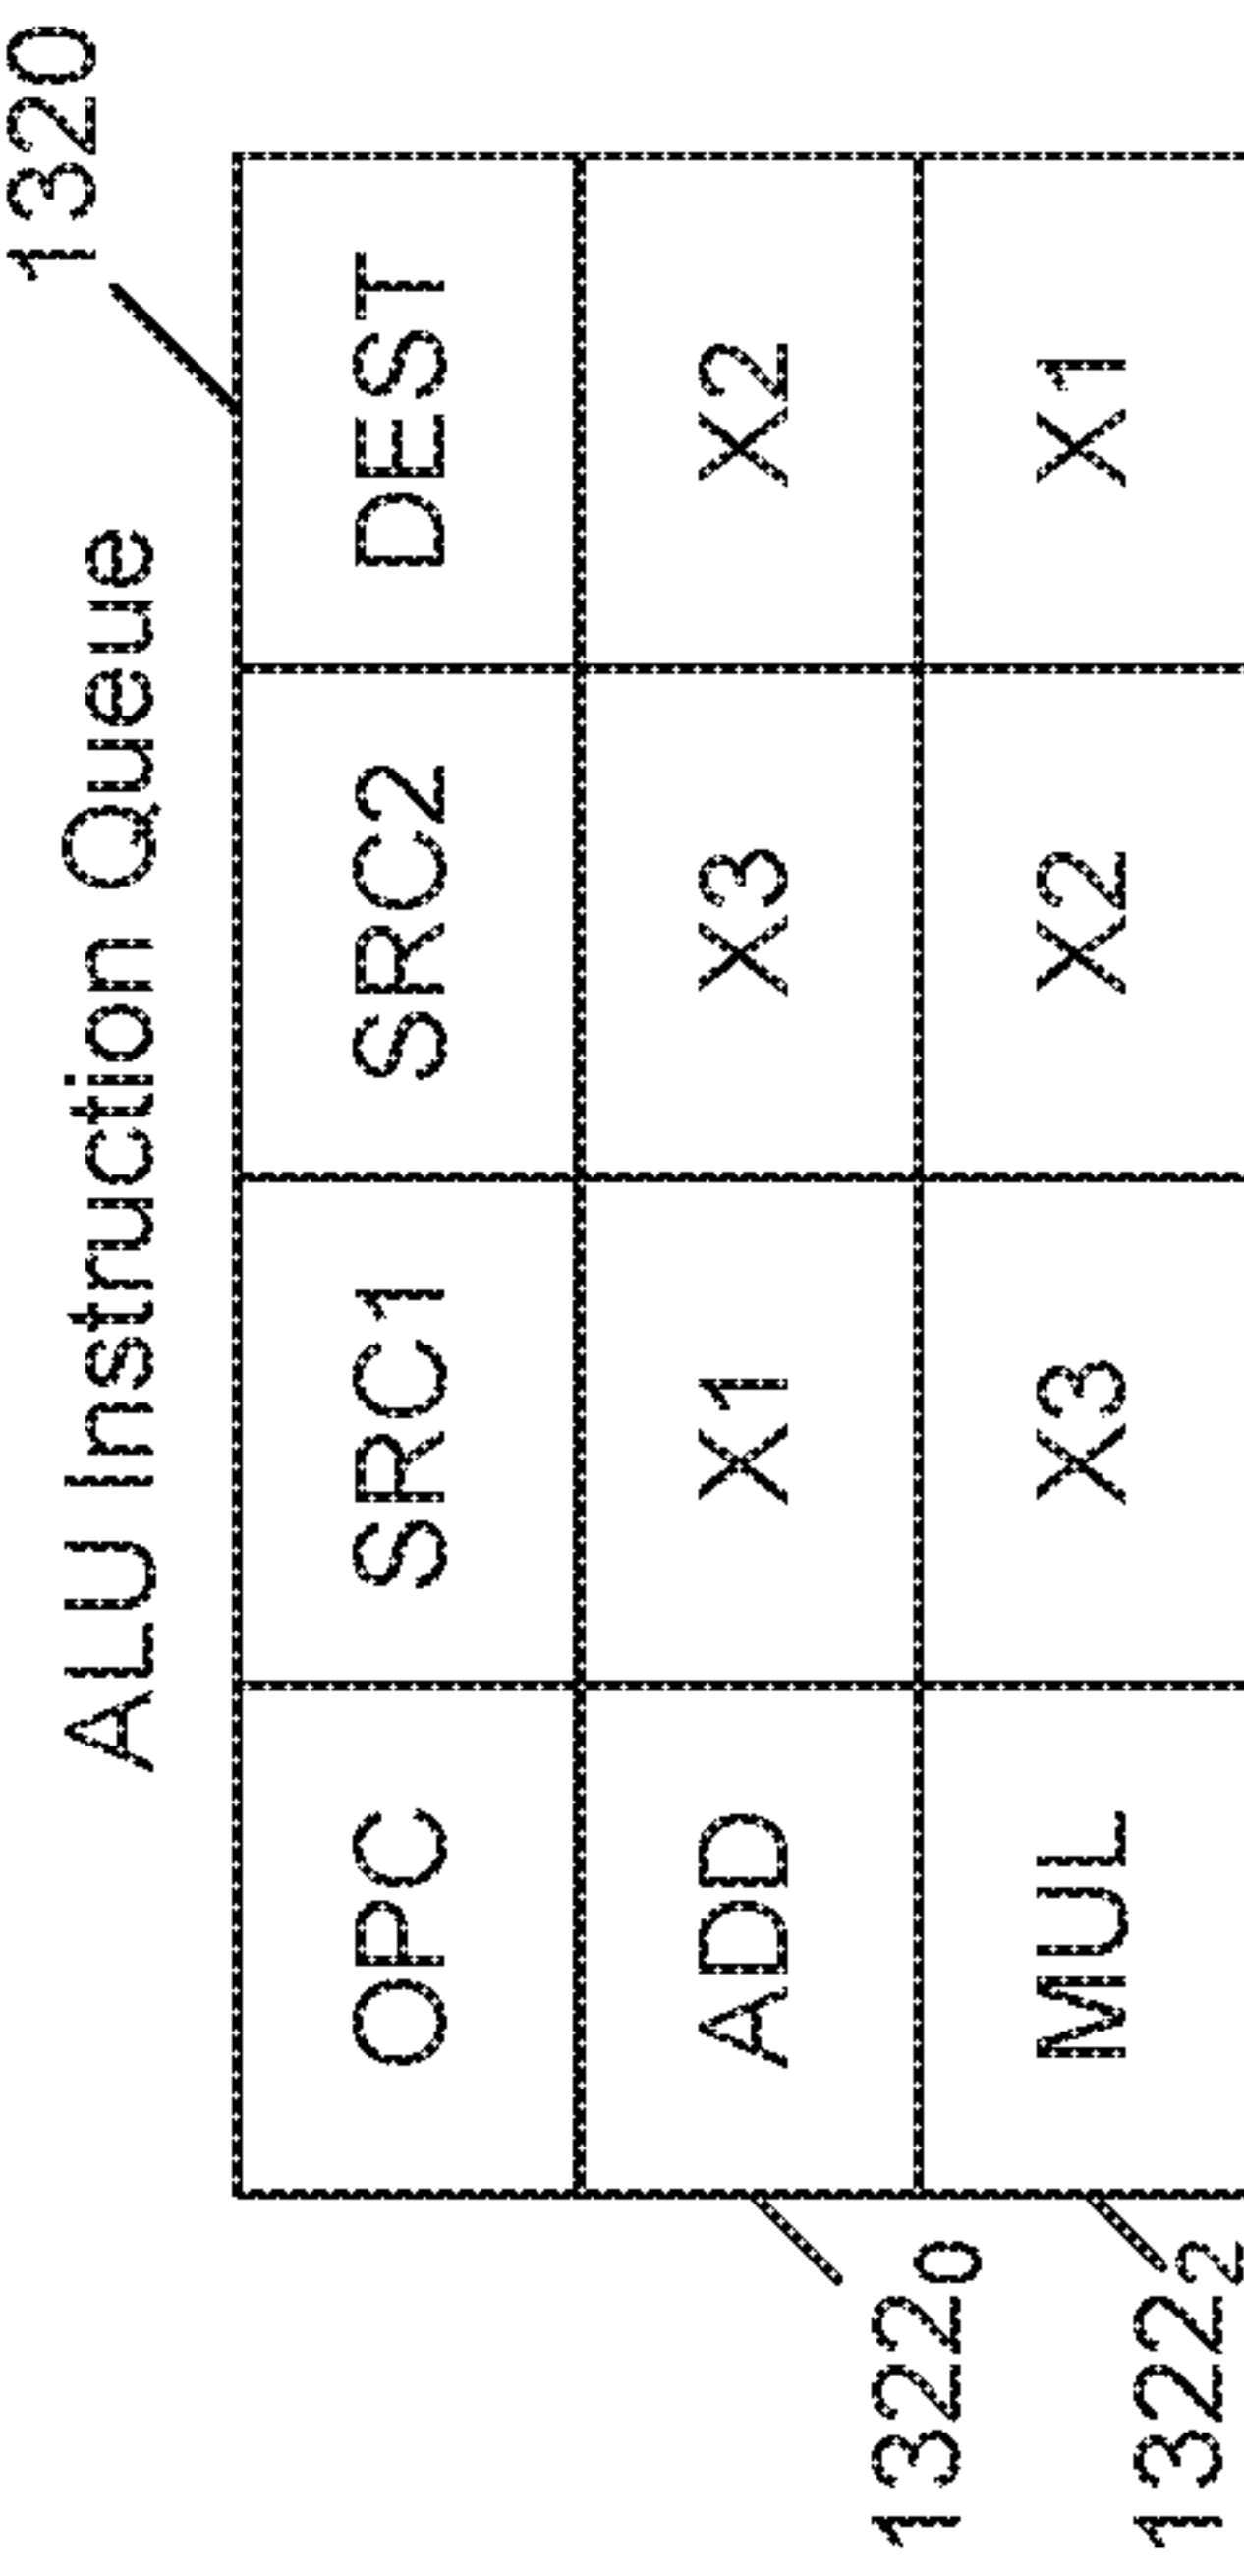 1320
ALU Instruction Queue
OPC SRC1 SRC2 DEST
ADD X1 X3 X2
1322₀
MUL X3 X2 X1
1322₂